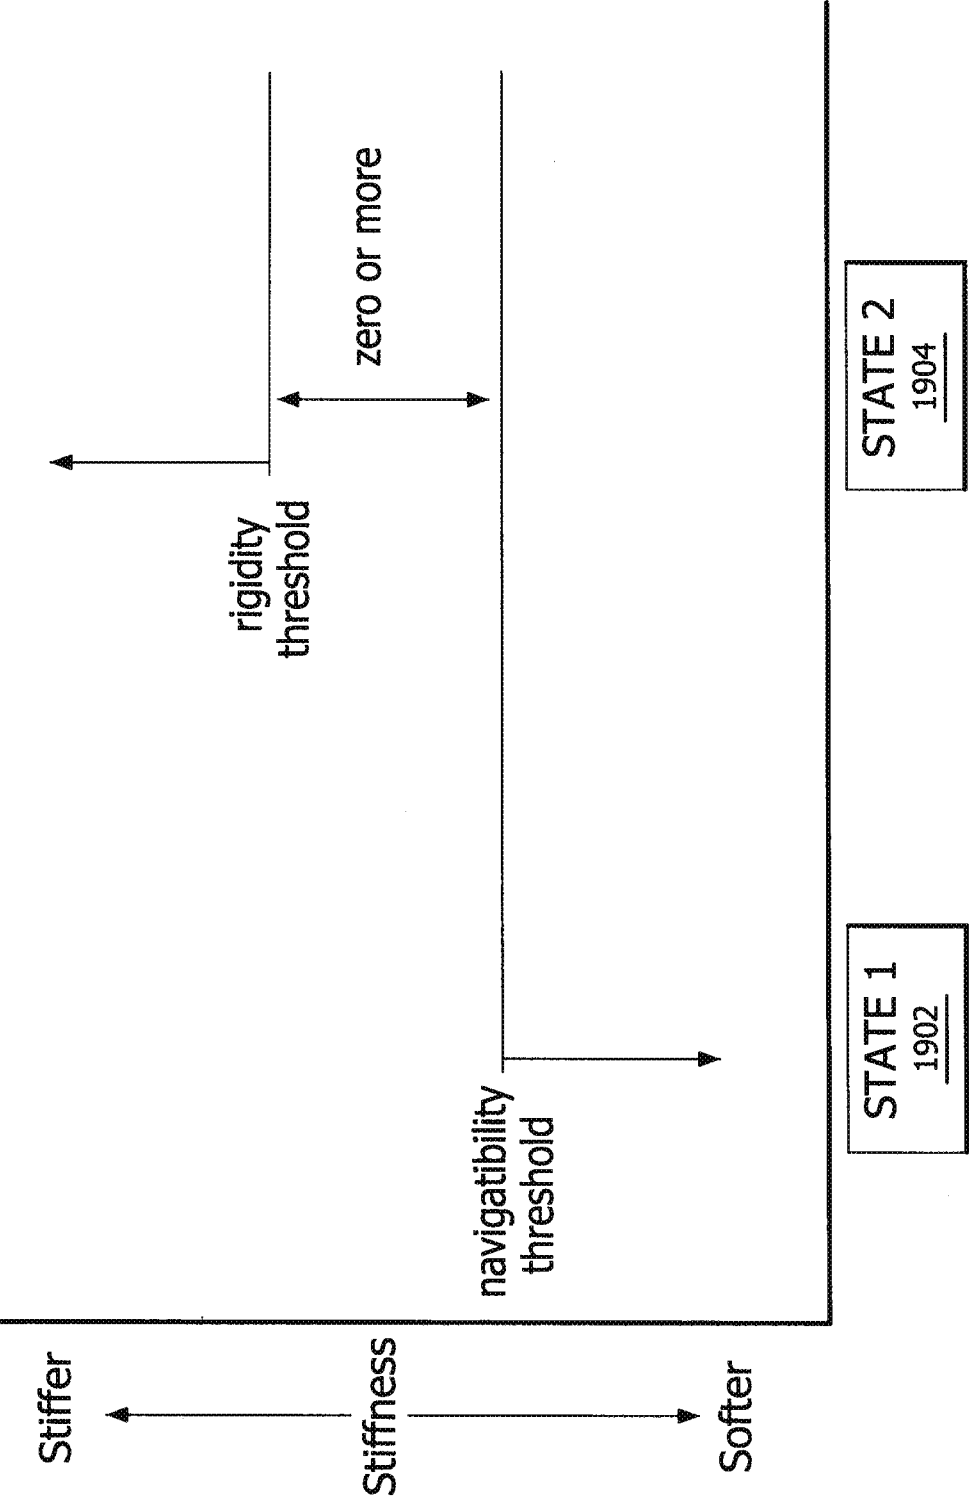 Stiffer
Stiffness
Softer
rigidity
threshold
zero or more
navigatibility
threshold
STATE 1
1902
STATE 2
1904